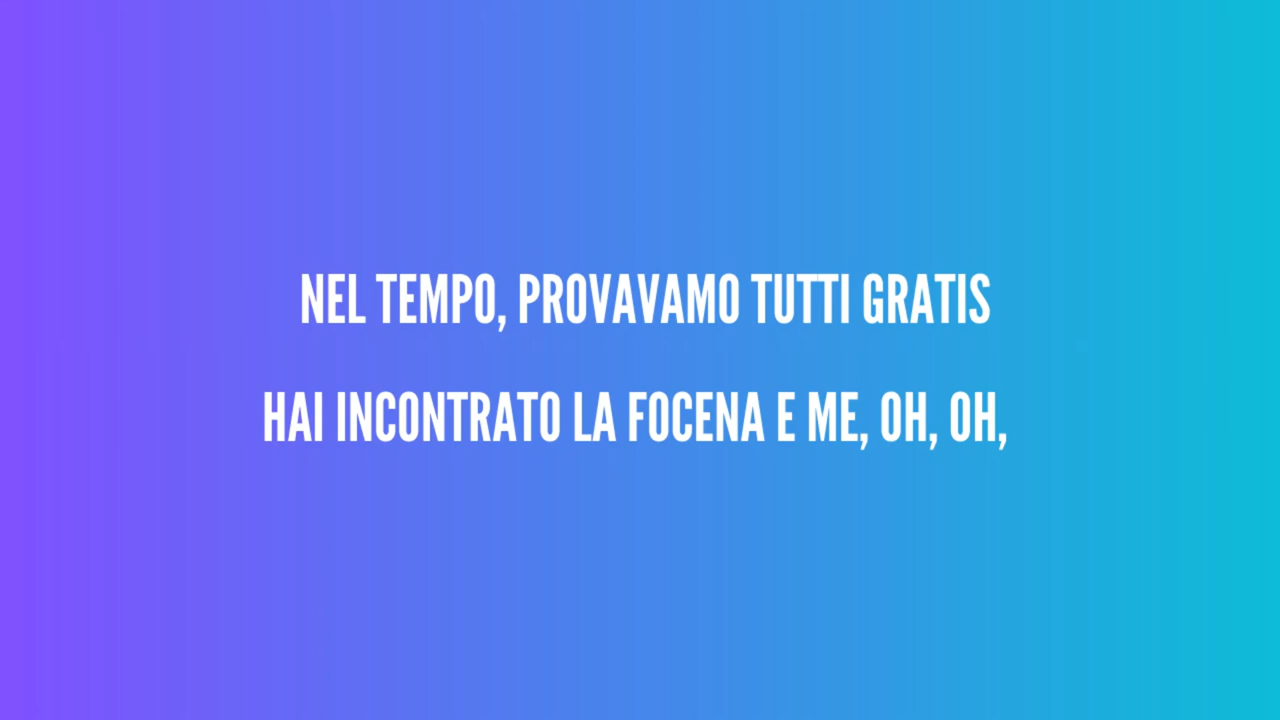 NEL TEMPO, PROVAVAMO TUTTI GRATIS
HAI INCONTRATO LA FOCENA E ME, OH, OH,